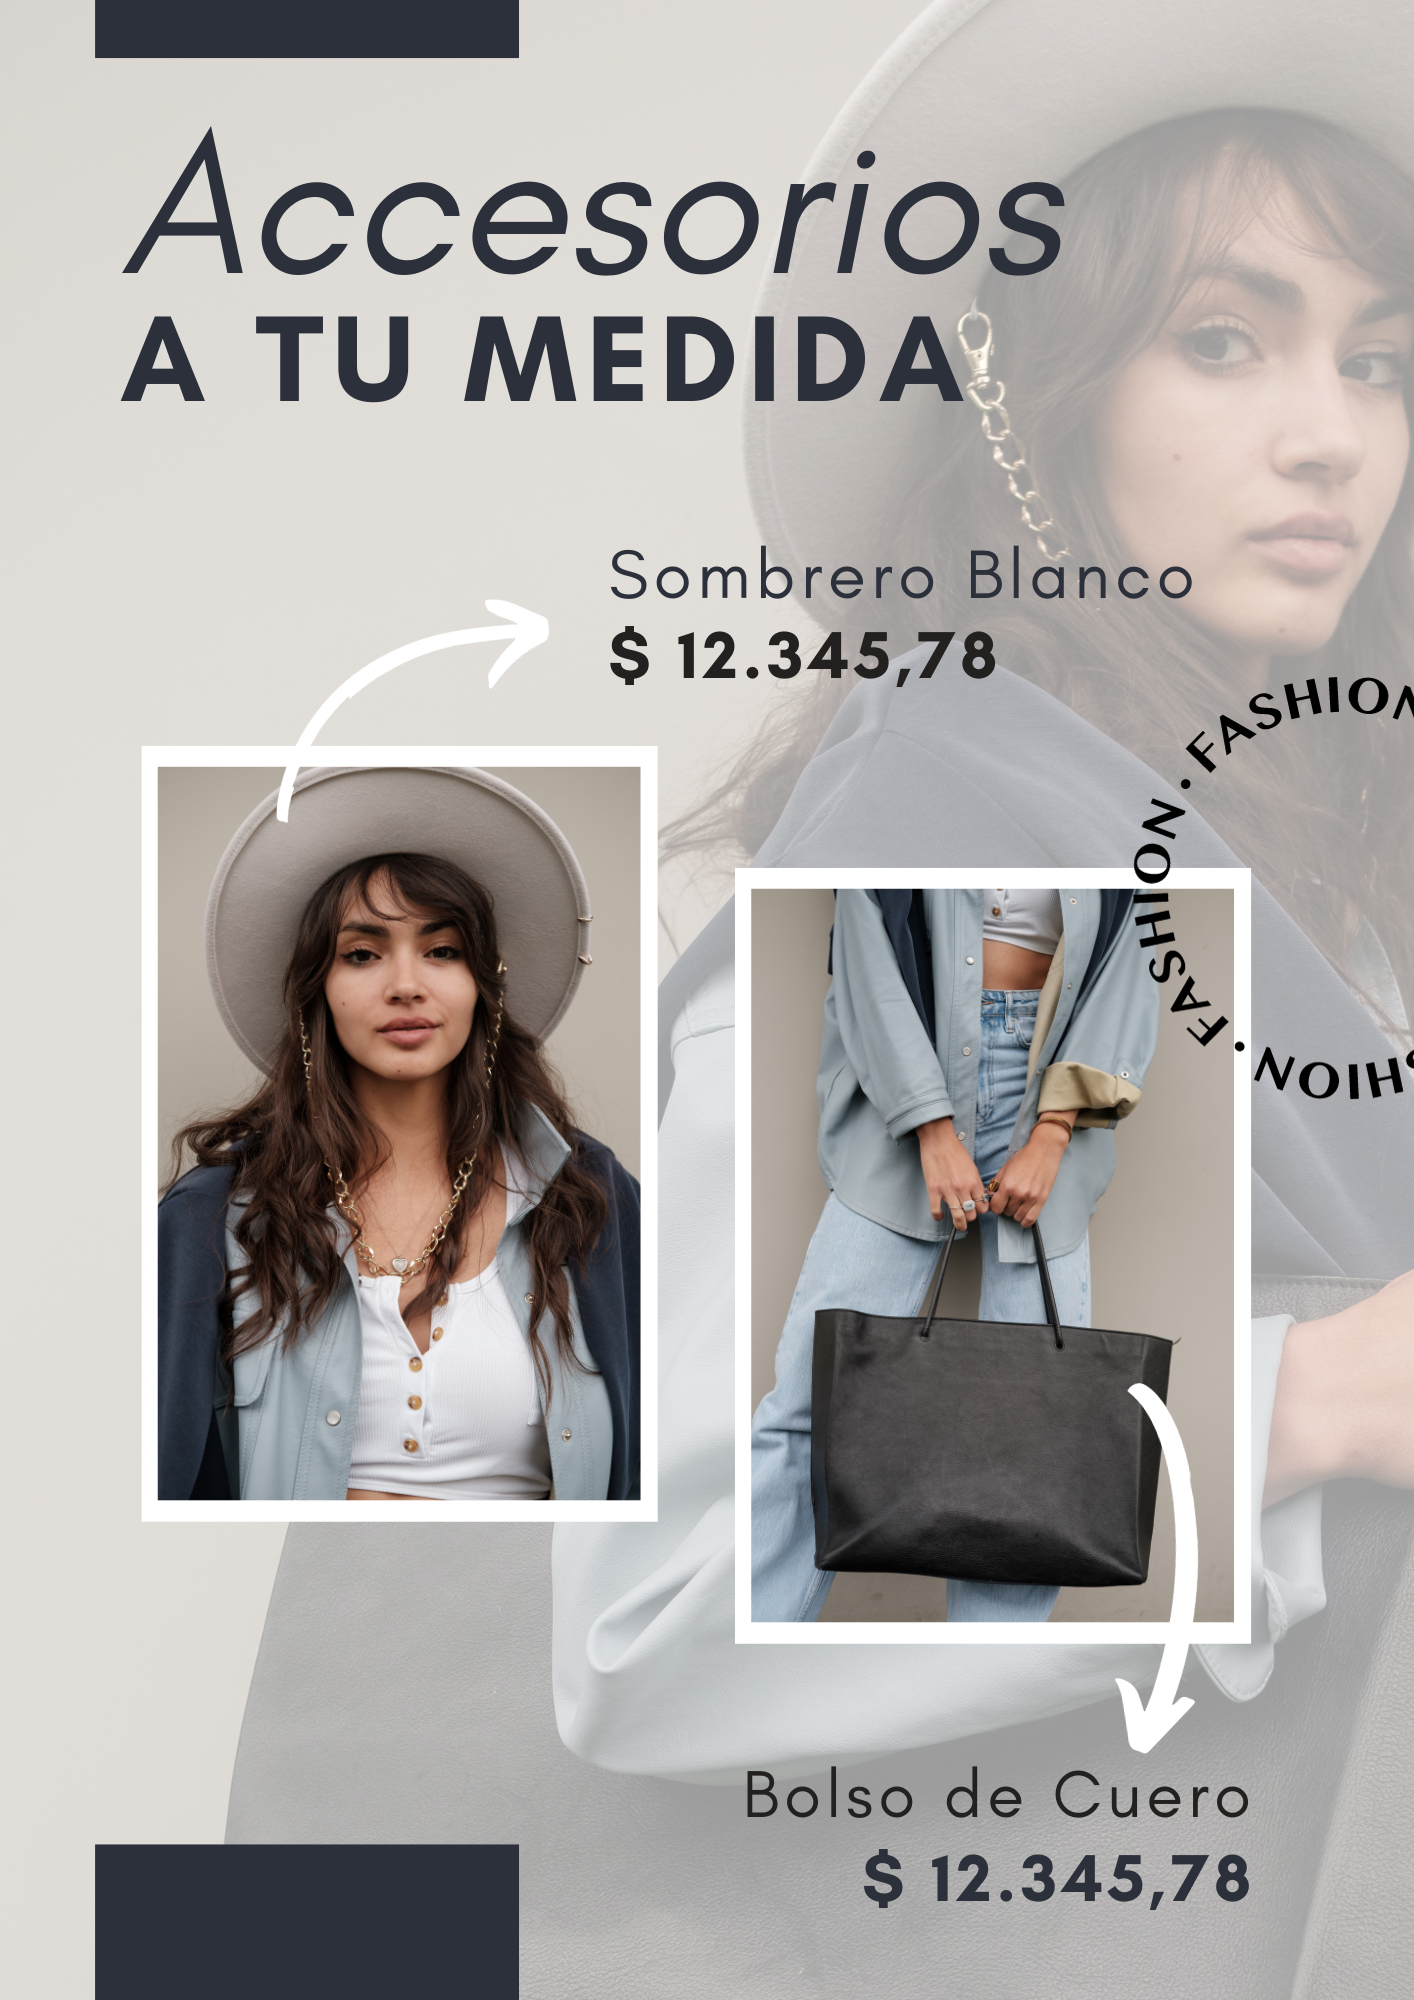 Accesorios
A TU MEDIDA
Sombrero Blanco
$ 12.345,78
FASHION · FASHION ·
Bolso de Cuero
$ 12.345,78